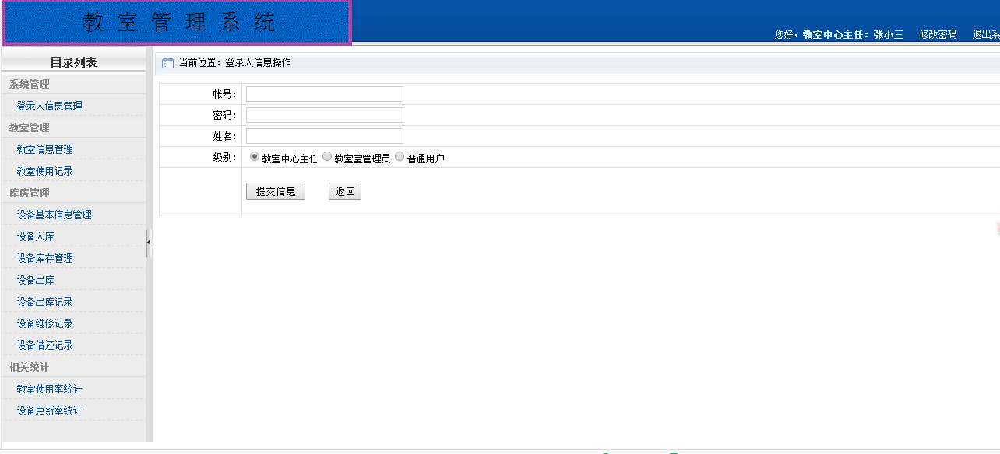 教室管理系统
您好，教室中心主任：张小三 修改密码 退出系
目录列表
系统管理
登录人信息管理
教室管理
教室信息管理
教室使用记录
库房管理
设备基本信息管理
设备入库
设备库存管理
设备出库
设备出库记录
设备维修记录
设备借还记录
相关统计
教室使用率统计
设备更新率统计
当前位置：登录人信息操作
帐号：
密码：
姓名：
级别： 教室中心主任 教室室管理员 普通用户
提交信息 返回